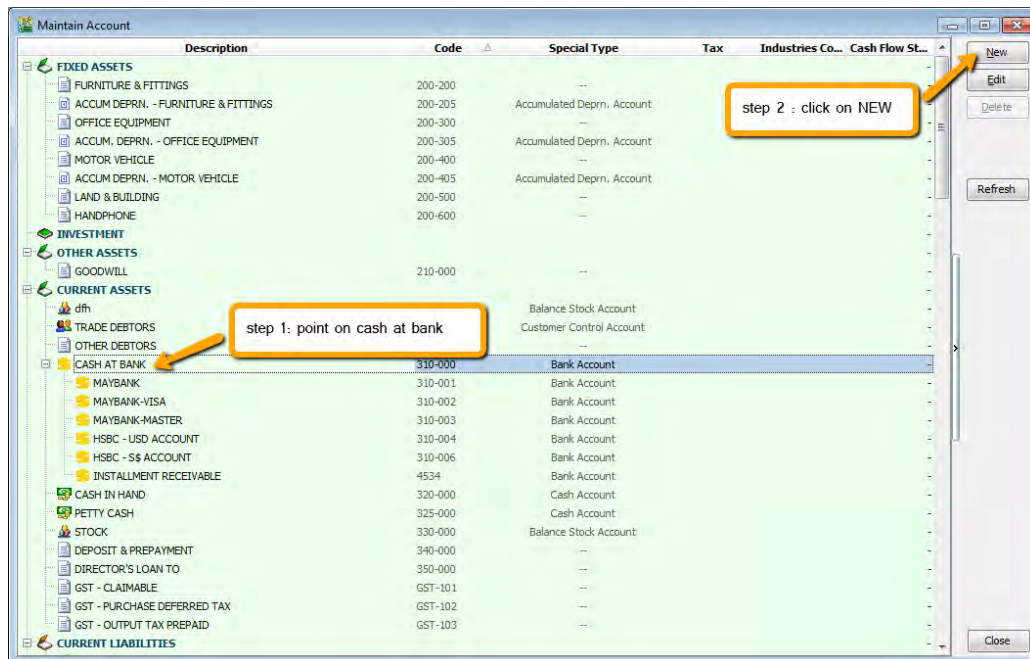 Maintain Account
Description Code Special Type Tax Industries Co... Cash Flow St...
FIXED ASSETS -
FURNITURE & FITTINGS 200-200 -- -
ACCUM DEPRN. - FURNITURE & FITTINGS 200-205 Accumulated Deprn. Account -
OFFICE EQUIPMENT 200-300 -- -
ACCUM. DEPRN. - OFFICE EQUIPMENT 200-305 Accumulated Deprn. Account -
MOTOR VEHICLE 200-400 -- -
ACCUM DEPRN. - MOTOR VEHICLE 200-405 Accumulated Deprn. Account -
LAND & BUILDING 200-500 -- -
HANDPHONE 200-600 -- -
INVESTMENT -
OTHER ASSETS -
GOODWILL 210-000 -- -
CURRENT ASSETS -
dfh Balance Stock Account -
TRADE DEBTORS Customer Control Account -
OTHER DEBTORS -- -
CASH AT BANK 310-000 Bank Account -
MAYBANK 310-001 Bank Account -
MAYBANK-VISA 310-002 Bank Account -
MAYBANK-MASTER 310-003 Bank Account -
HSBC - USD ACCOUNT 310-004 Bank Account -
HSBC - S$ ACCOUNT 310-006 Bank Account -
INSTALLMENT RECEIVABLE 4534 Bank Account -
CASH IN HAND 320-000 Cash Account -
PETTY CASH 325-000 Cash Account -
STOCK 330-000 Balance Stock Account -
DEPOSIT & PREPAYMENT 340-000 -- -
DIRECTOR'S LOAN TO 350-000 -- -
GST - CLAIMABLE GST-101 -- -
GST - PURCHASE DEFERRED TAX GST-102 -- -
GST - OUTPUT TAX PREPAID GST-103 -- -
CURRENT LIABILITIES -
step 1: point on cash at bank
step 2 : click on NEW
New
Edit
Delete
Refresh
Close